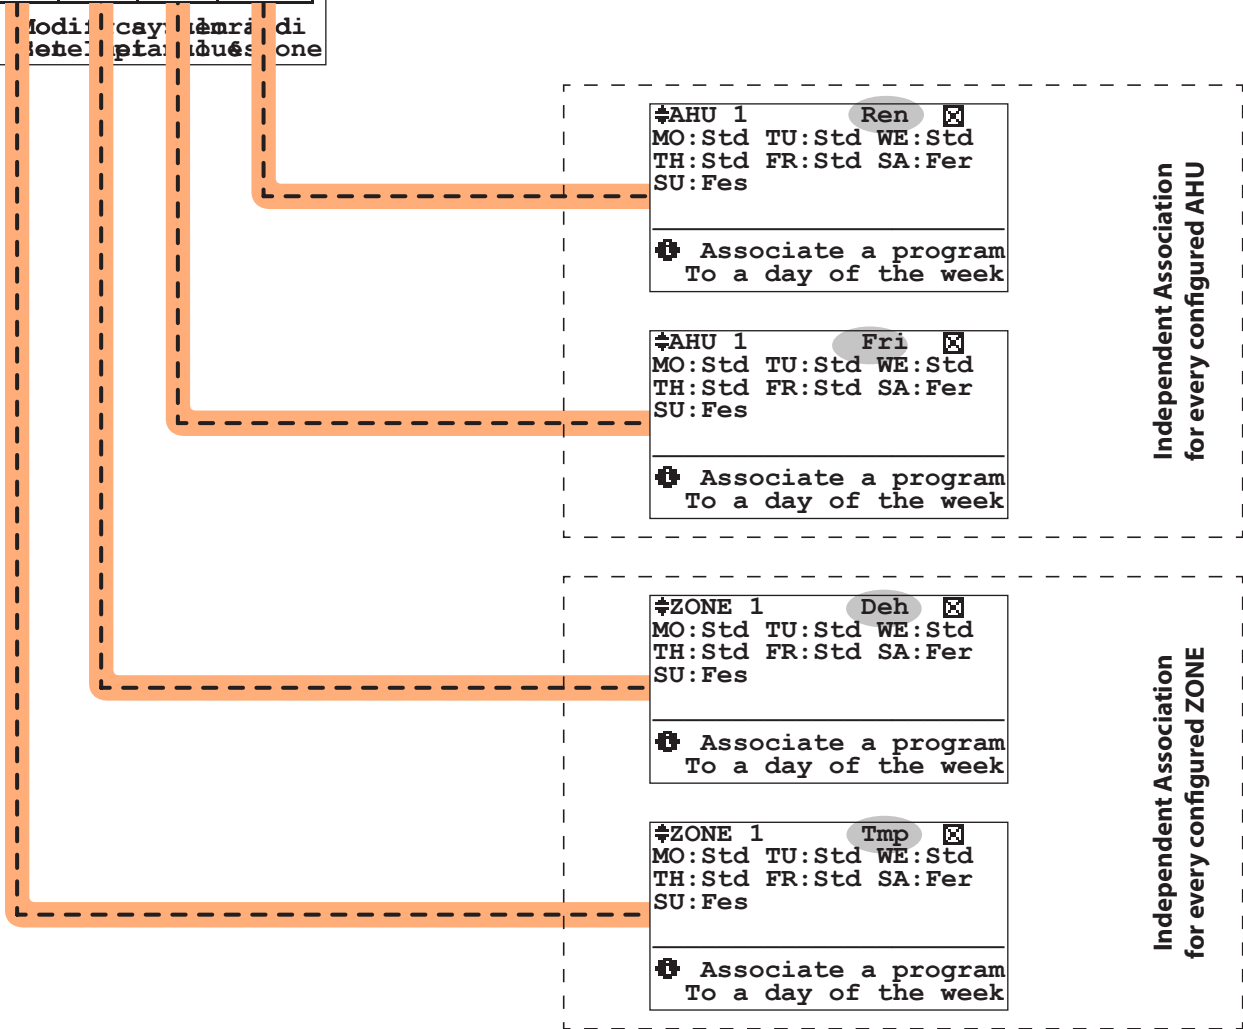 AHU 1 Ren
MO:Std TU:Std WE:Std
TH:Std FR:Std SA:Fer
SU:Fes
Associate a program
To a day of the week
AHU 1 Fri
MO:Std TU:Std WE:Std
TH:Std FR:Std SA:Fer
SU:Fes
Associate a program
To a day of the week
Independent Association
for every configured AHU
ZONE 1 Deh
MO:Std TU:Std WE:Std
TH:Std FR:Std SA:Fer
SU:Fes
Associate a program
To a day of the week
ZONE 1 Tmp
MO:Std TU:Std WE:Std
TH:Std FR:Std SA:Fer
SU:Fes
Associate a program
To a day of the week
Independent Association
for every configured ZONE